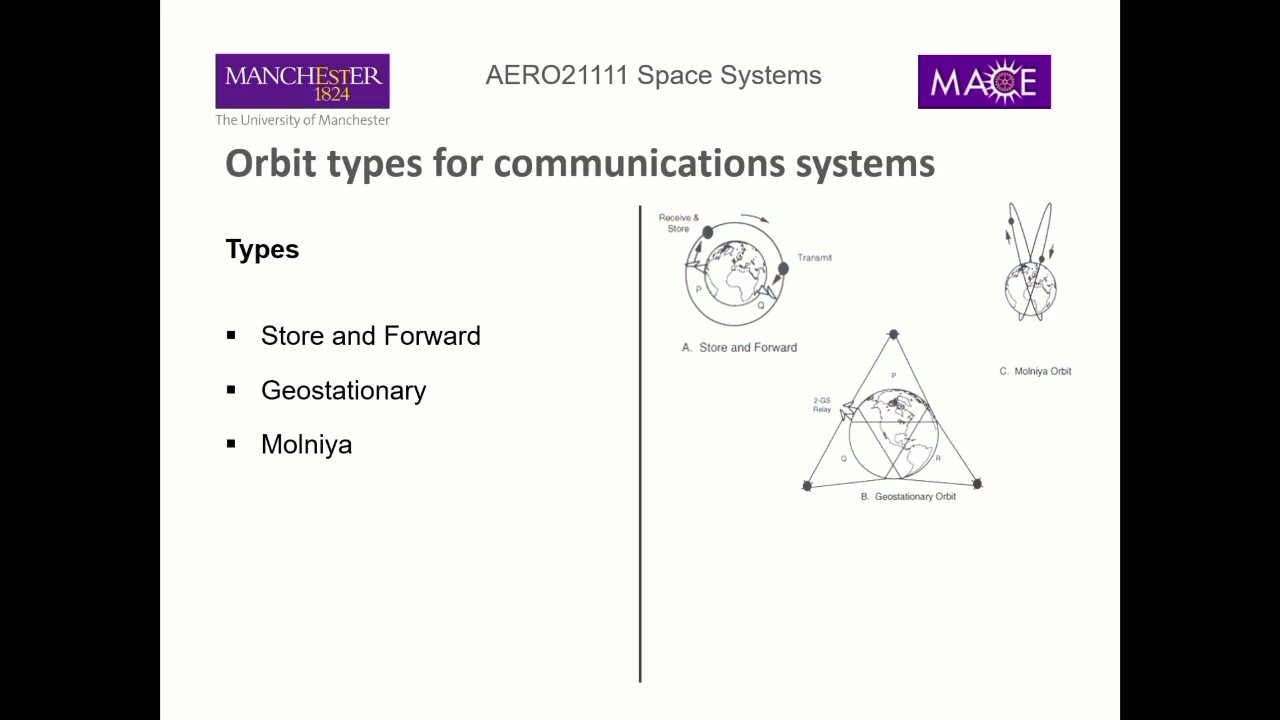 MANCHEstER
1824
The University of Manchester
AERO21111 Space Systems
MACE
Orbit types for communications systems
Types
▪ Store and Forward
▪ Geostationary
▪ Molniya
Receive &
Store
Transmit
P
Q
A. Store and Forward
C. Molniya Orbit
P
2-GS
Relay
Q
R
B. Geostationary Orbit